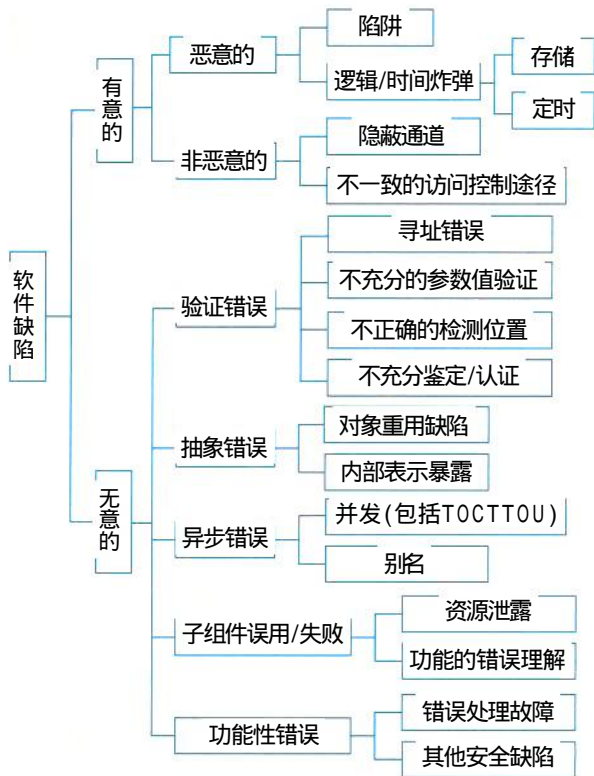 软件缺陷
有意的
恶意的
陷阱
逻辑/时间炸弹
存储
定时
非恶意的
隐蔽通道
不一致的访问控制途径
无意的
验证错误
寻址错误
不充分的参数值验证
不正确的检测位置
不充分鉴定/认证
抽象错误
对象重用缺陷
内部表示暴露
异步错误
并发(包括TOCTTOU)
别名
子组件误用/失败
资源泄露
功能的错误理解
功能性错误
错误处理故障
其他安全缺陷